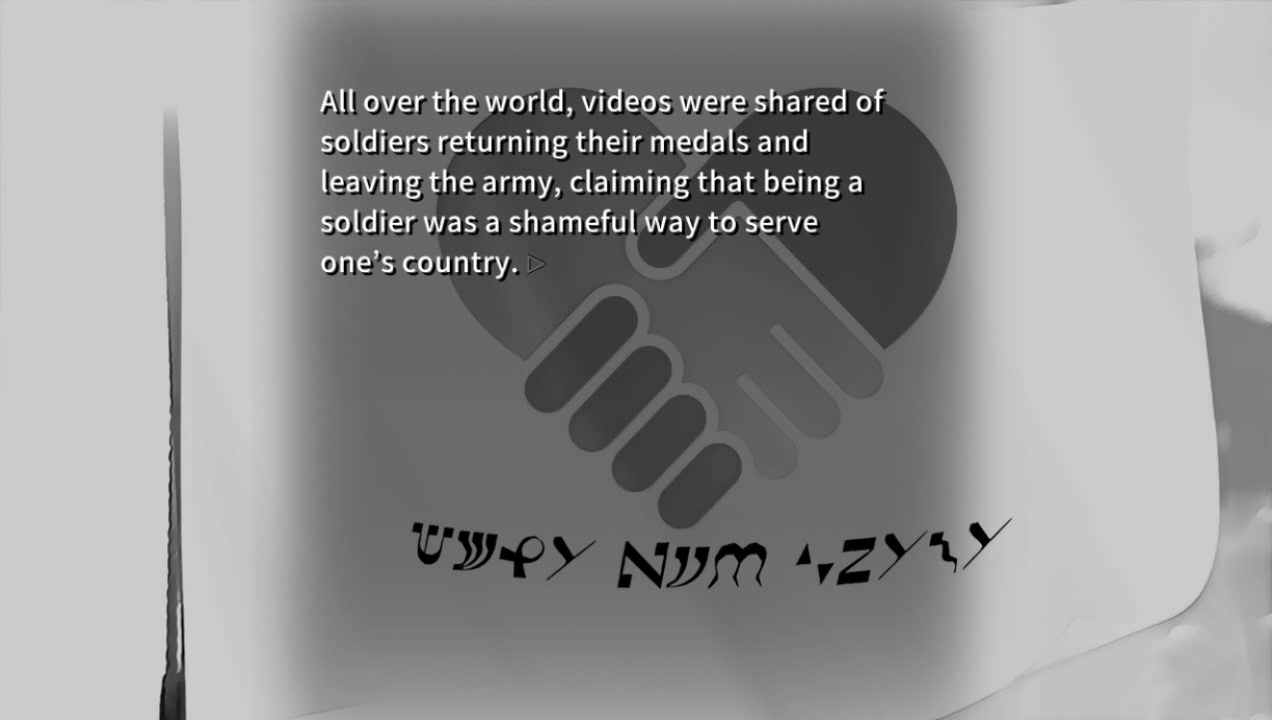 All over the world, videos were shared of
soldiers returning their medals and
leaving the army, claiming that being a
soldier was a shameful way to serve
one’s country.